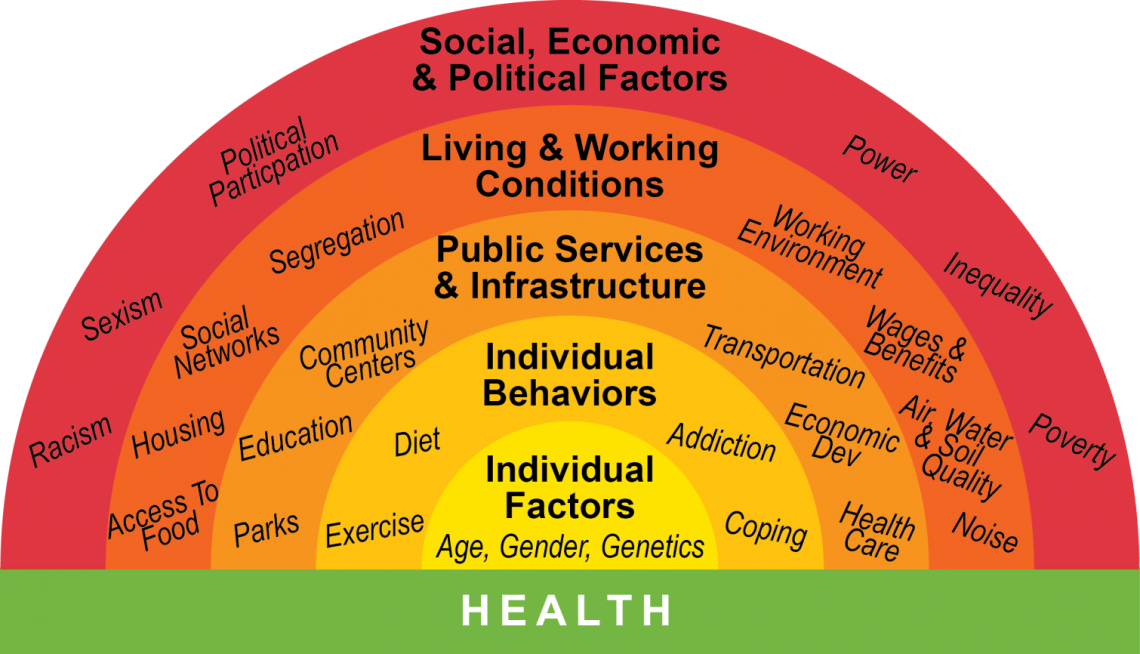 Social, Economic
& Political Factors
Political
Particpation
Sexism
Racism
Power
Inequality
Poverty
Living & Working
Conditions
Segregation
Social
Networks
Housing
Access To
Food
Working
Environment
Wages &
Benefits
Air, Water
& Soil
Quality
Noise
Public Services
& Infrastructure
Community
Centers
Education
Parks
Transportation
Economic
Dev
Health
Care
Individual
Behaviors
Diet
Exercise
Addiction
Coping
Individual
Factors
Age, Gender, Genetics
HEALTH